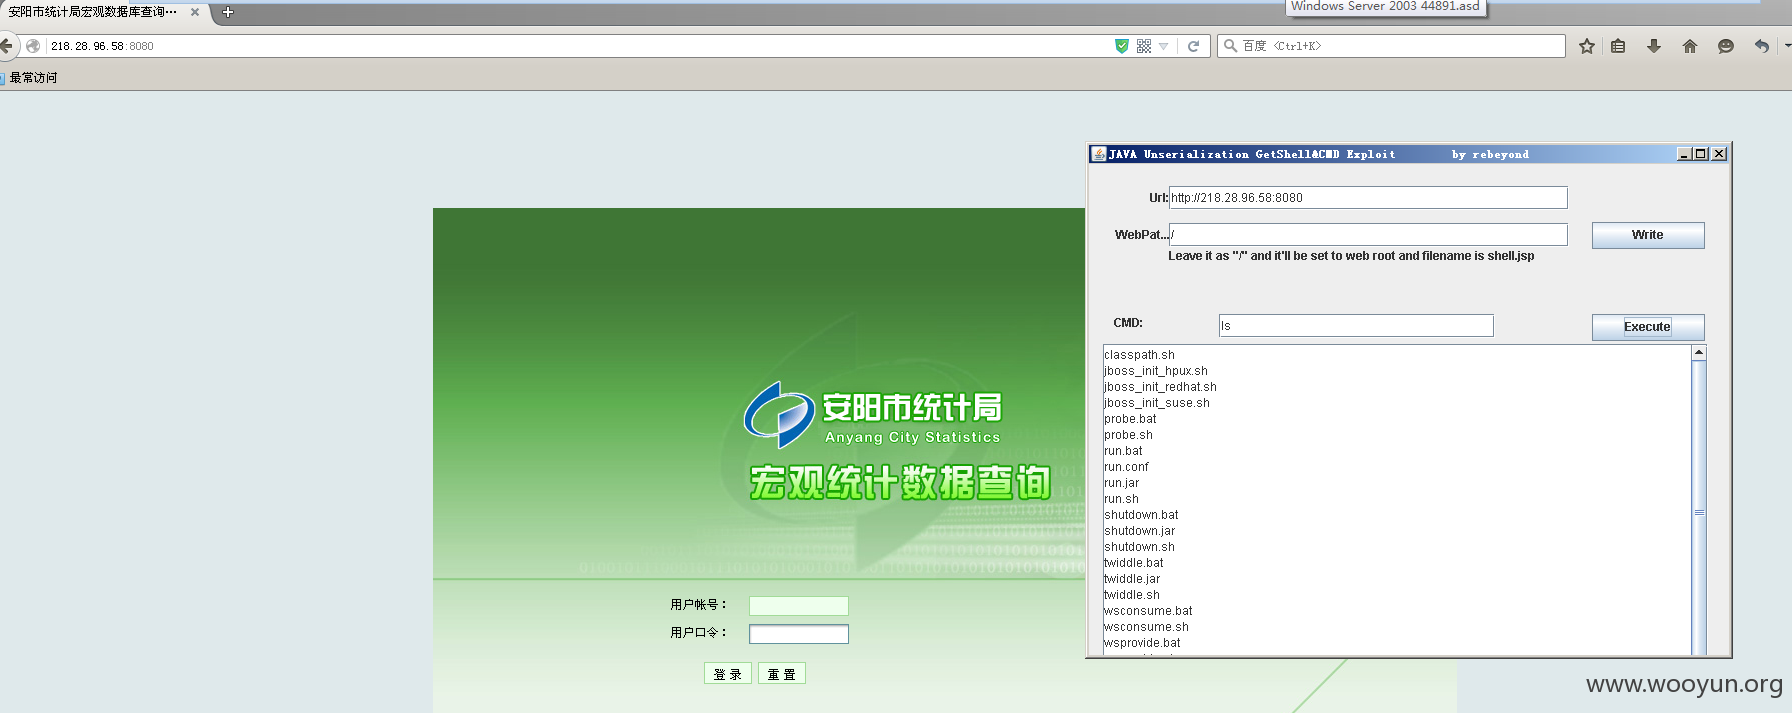 Windows Server 2003 44891.asd
安阳市统计局宏观数据库查询…
218.28.96.58:8080
百度 <Ctrl+K>
最常访问
JAVA Unserialization GetShell&CMD Exploit by rebeyond
Url: http://218.28.96.58:8080
WebPat... / Write
Leave it as "/" and it'll be set to web root and filename is shell.jsp
CMD: ls Execute
classpath.sh
jboss_init_hpux.sh
jboss_init_redhat.sh
jboss_init_suse.sh
probe.bat
probe.sh
run.bat
run.conf
run.jar
run.sh
shutdown.bat
shutdown.jar
shutdown.sh
twiddle.bat
twiddle.jar
twiddle.sh
wsconsume.bat
wsconsume.sh
wsprovide.bat
安阳市统计局
Anyang City Statistics
宏观统计数据查询
用户帐号：
用户口令：
登 录 重 置
www.wooyun.org